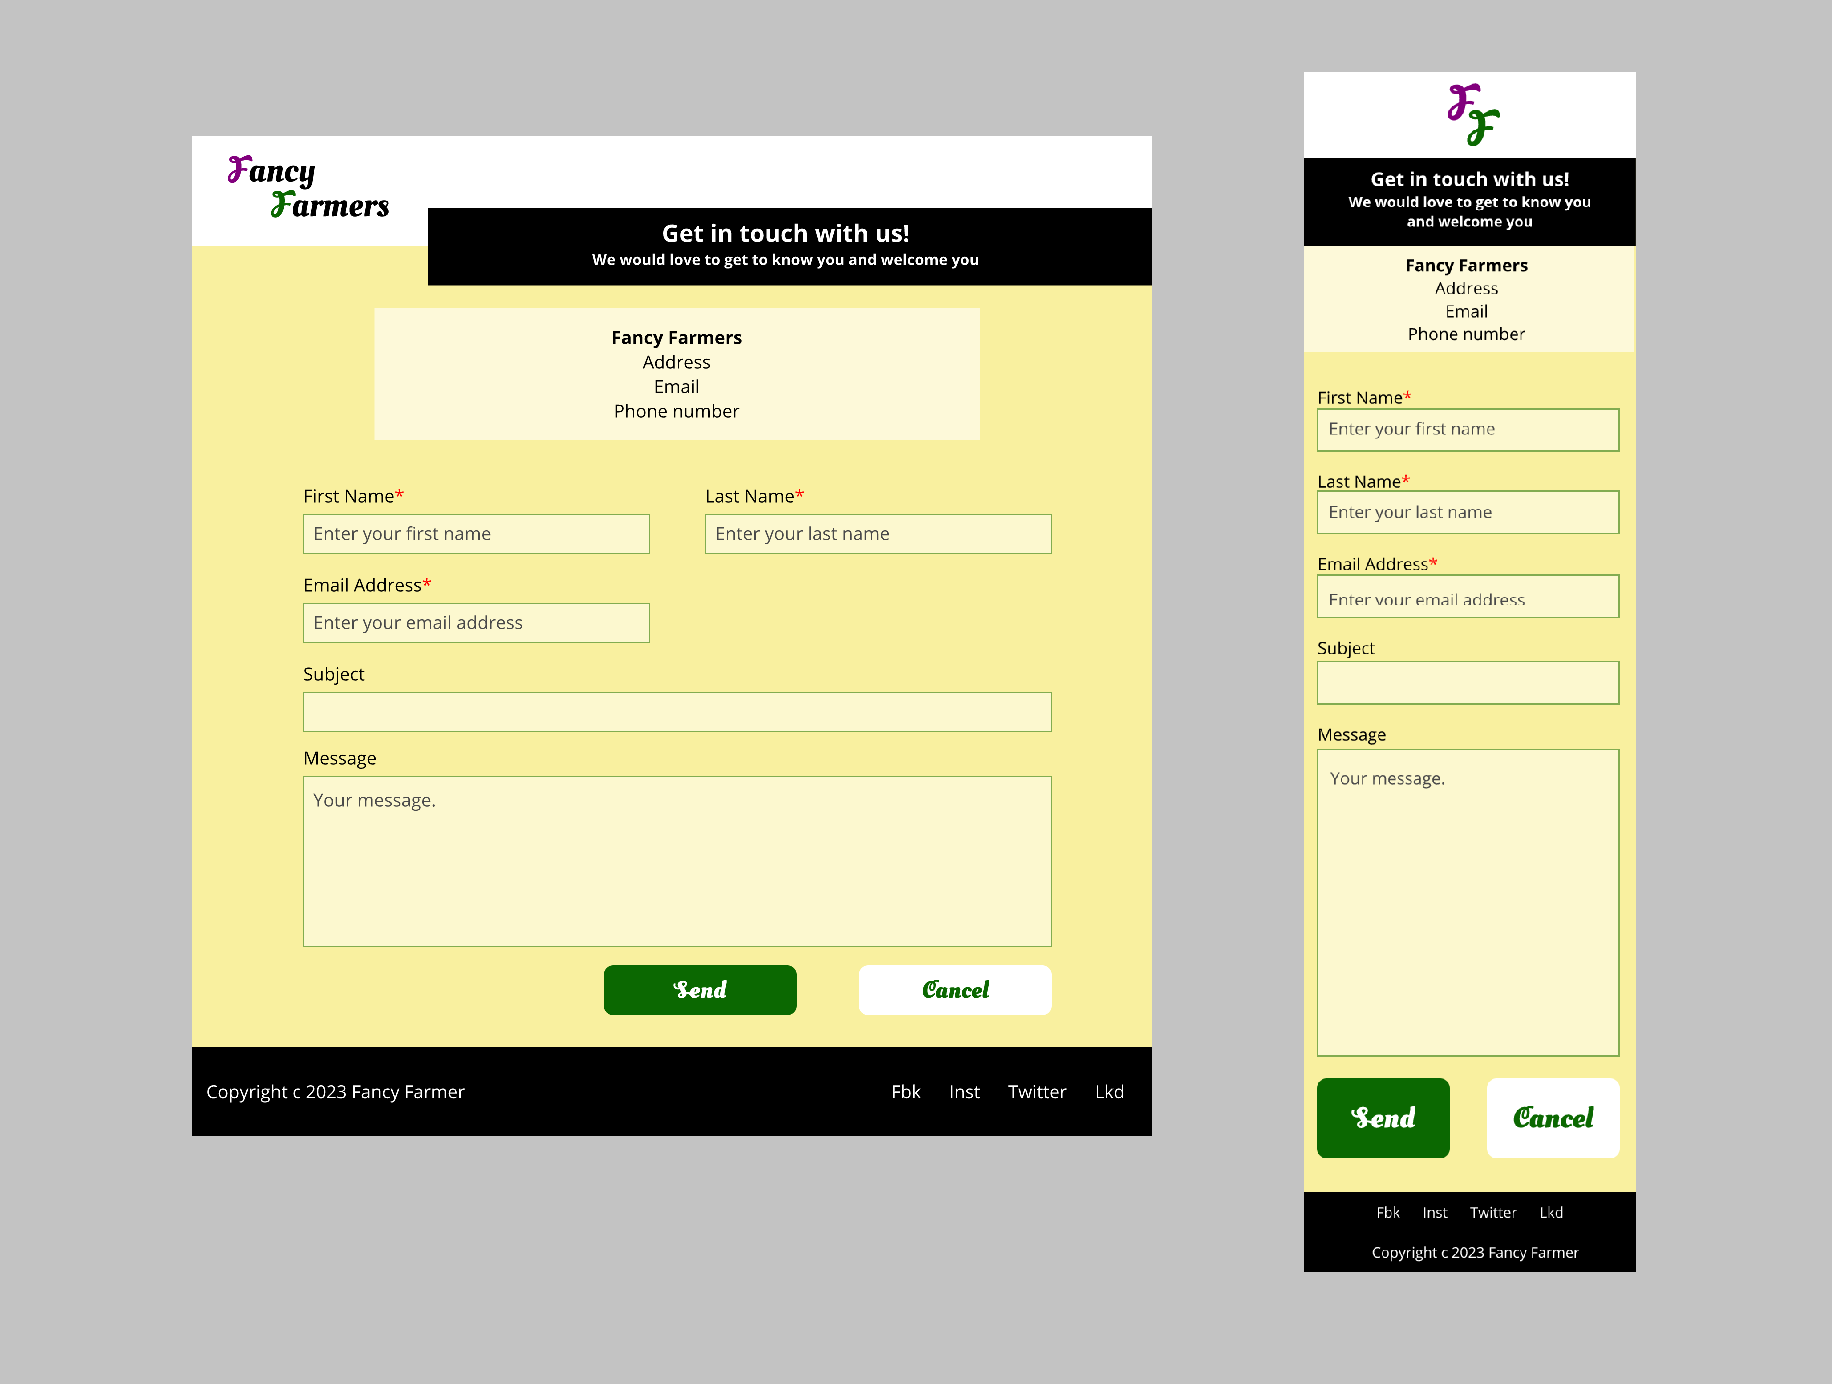 Fancy
Farmers
Get in touch with us!
We would love to get to know you and welcome you
Fancy Farmers
Address
Email
Phone number
First Name*
Last Name*
Enter your first name
Enter your last name
Email Address*
Enter your email address
Subject
Message
Your message.
Send
Cancel
Copyright c 2023 Fancy Farmer
Fbk Inst Twitter Lkd
F
F
Get in touch with us!
We would love to get to know you
and welcome you
Fancy Farmers
Address
Email
Phone number
First Name*
Enter your first name
Last Name*
Enter your last name
Email Address*
Enter your email address
Subject
Message
Your message.
Send
Cancel
Fbk Inst Twitter Lkd
Copyright c 2023 Fancy Farmer